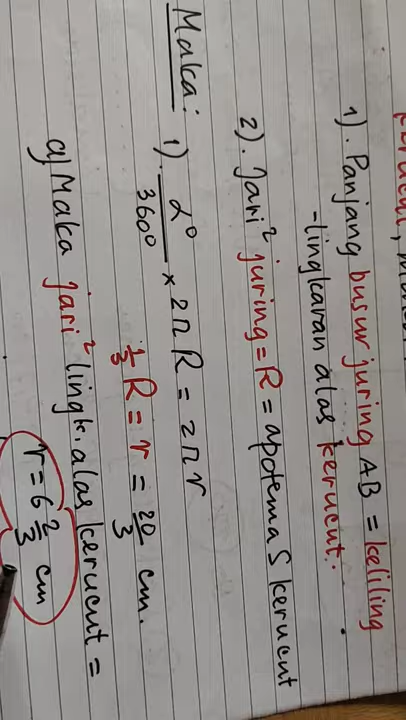 1). Panjang busur juring AB = keliling
-lingkaran alas kerucut.
2). Jari² juring = R = apotema S kerucut
Maka:
1). α°/360° × 2πR = 2πr
1/3 R = r = 20/3 cm.
a) Maka jari² lingk. alas kerucut =
r = 6 2/3 cm